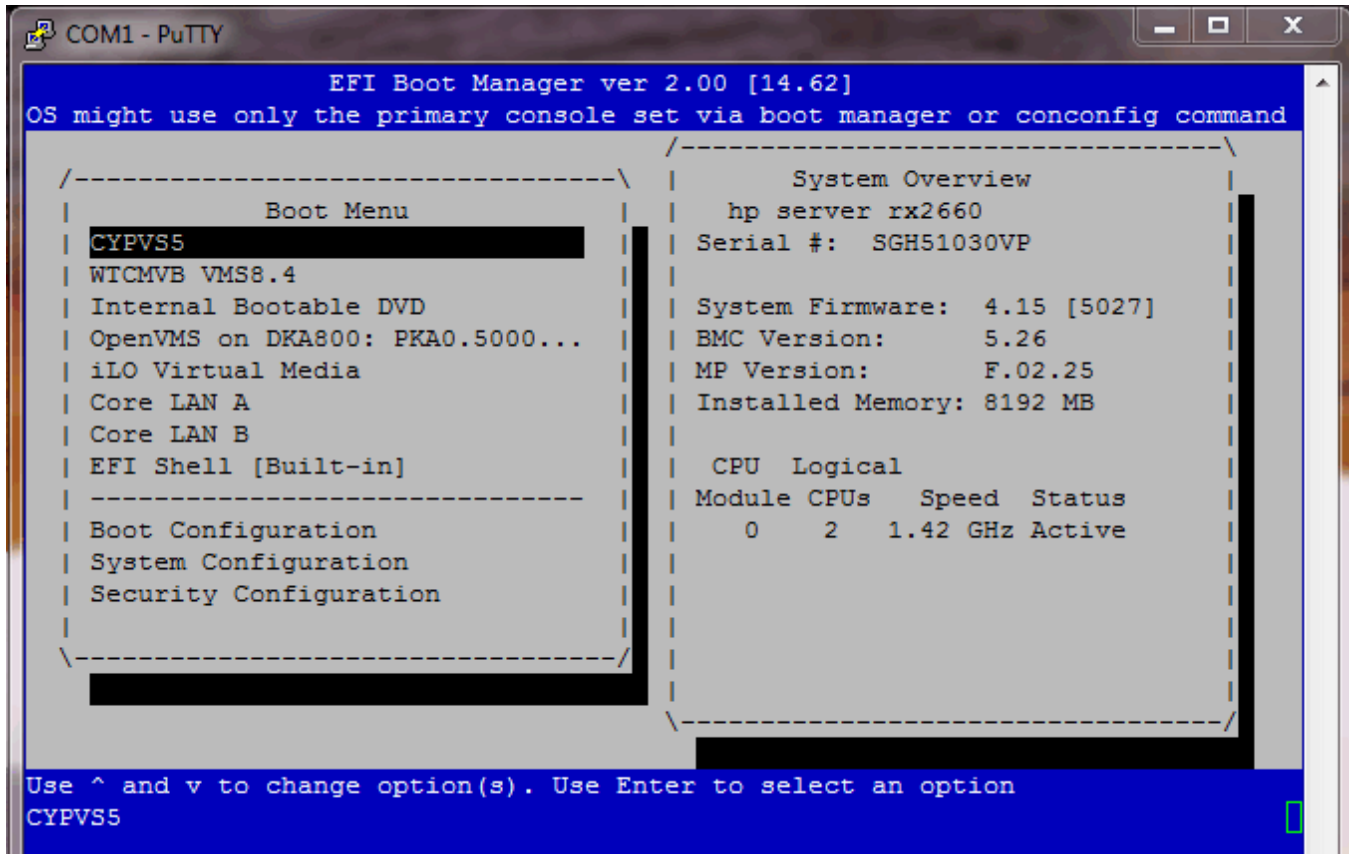 COM1 - PuTTY
EFI Boot Manager ver 2.00 [14.62]
OS might use only the primary console set via boot manager or conconfig command
Boot Menu
CYPVS5
WTCMVB VMS8.4
Internal Bootable DVD
OpenVMS on DKA800: PKA0.5000...
iLO Virtual Media
Core LAN A
Core LAN B
EFI Shell [Built-in]
Boot Configuration
System Configuration
Security Configuration
System Overview
hp server rx2660
Serial #: SGH51030VP
System Firmware: 4.15 [5027]
BMC Version: 5.26
MP Version: F.02.25
Installed Memory: 8192 MB
CPU Logical
Module CPUs Speed Status
0 2 1.42 GHz Active
Use ^ and v to change option(s). Use Enter to select an option
CYPVS5